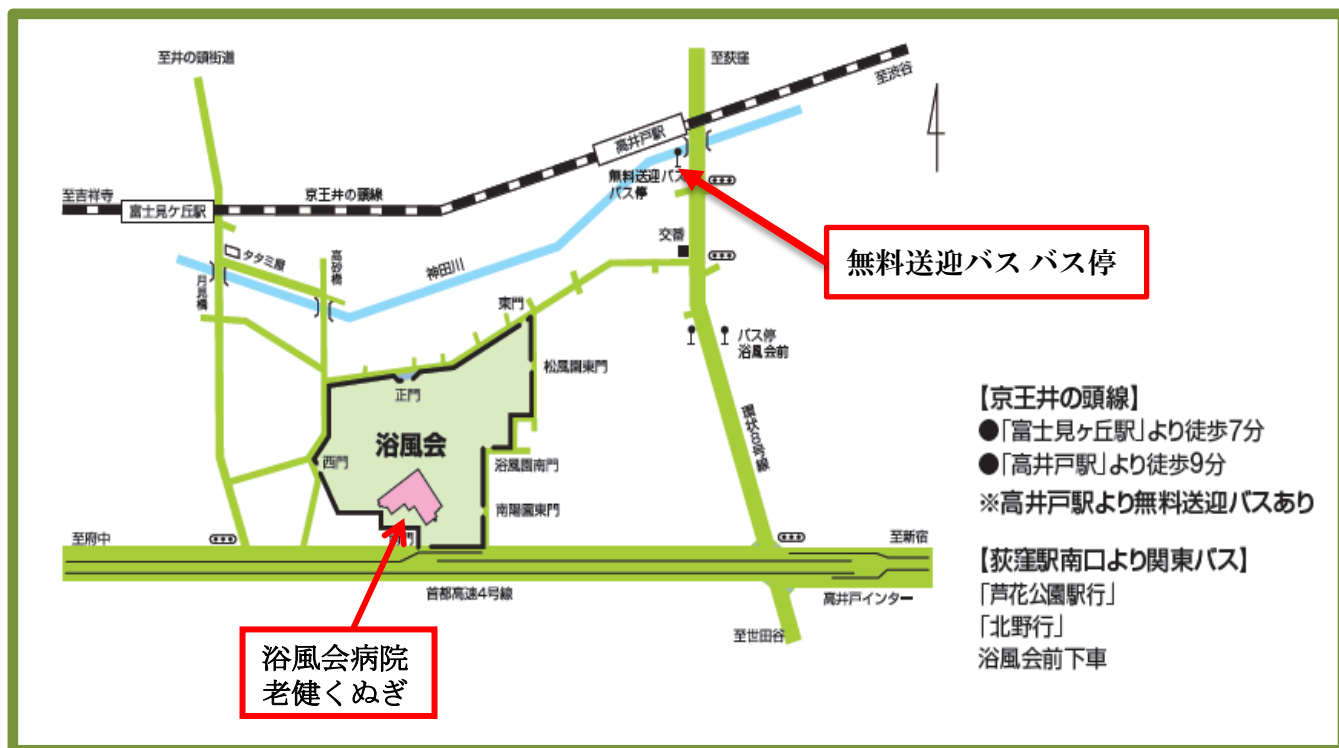 至井の頭街道
至荻窪
至渋谷
高井戸駅
無料送迎バス
バス停
至吉祥寺
京王井の頭線
富士見ケ丘駅
交番
無料送迎バス バス停
タタミ屋
高砂橋
神田川
月見橋
東門
バス停
浴風会前
松風園東門
正門
浴風会
西門
浴風園南門
環状8号線
南陽園東門
至府中
至新宿
首都高速4号線
高井戸インター
至世田谷
浴風会病院
老健くぬぎ
【京王井の頭線】
●「富士見ヶ丘駅」より徒歩7分
●「高井戸駅」より徒歩9分
※高井戸駅より無料送迎バスあり
【荻窪駅南口より関東バス】
「芦花公園駅行」
「北野行」
浴風会前下車